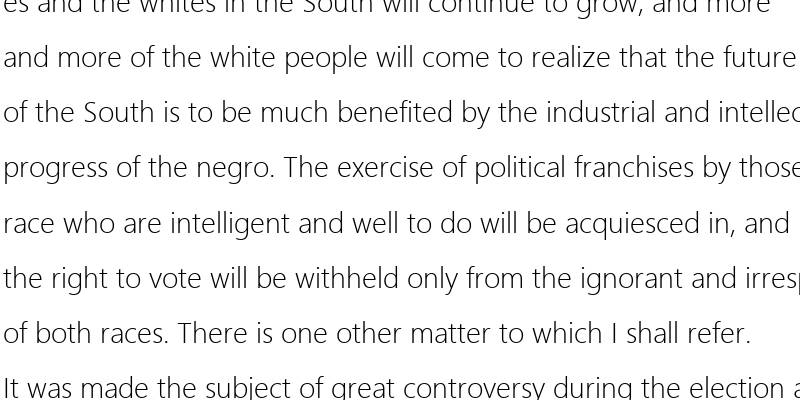 es and the whites in the South will continue to grow, and more
and more of the white people will come to realize that the future
of the South is to be much benefited by the industrial and intellec
progress of the negro. The exercise of political franchises by those
race who are intelligent and well to do will be acquiesced in, and
the right to vote will be withheld only from the ignorant and irresp
of both races. There is one other matter to which I shall refer.
It was made the subject of great controversy during the election a